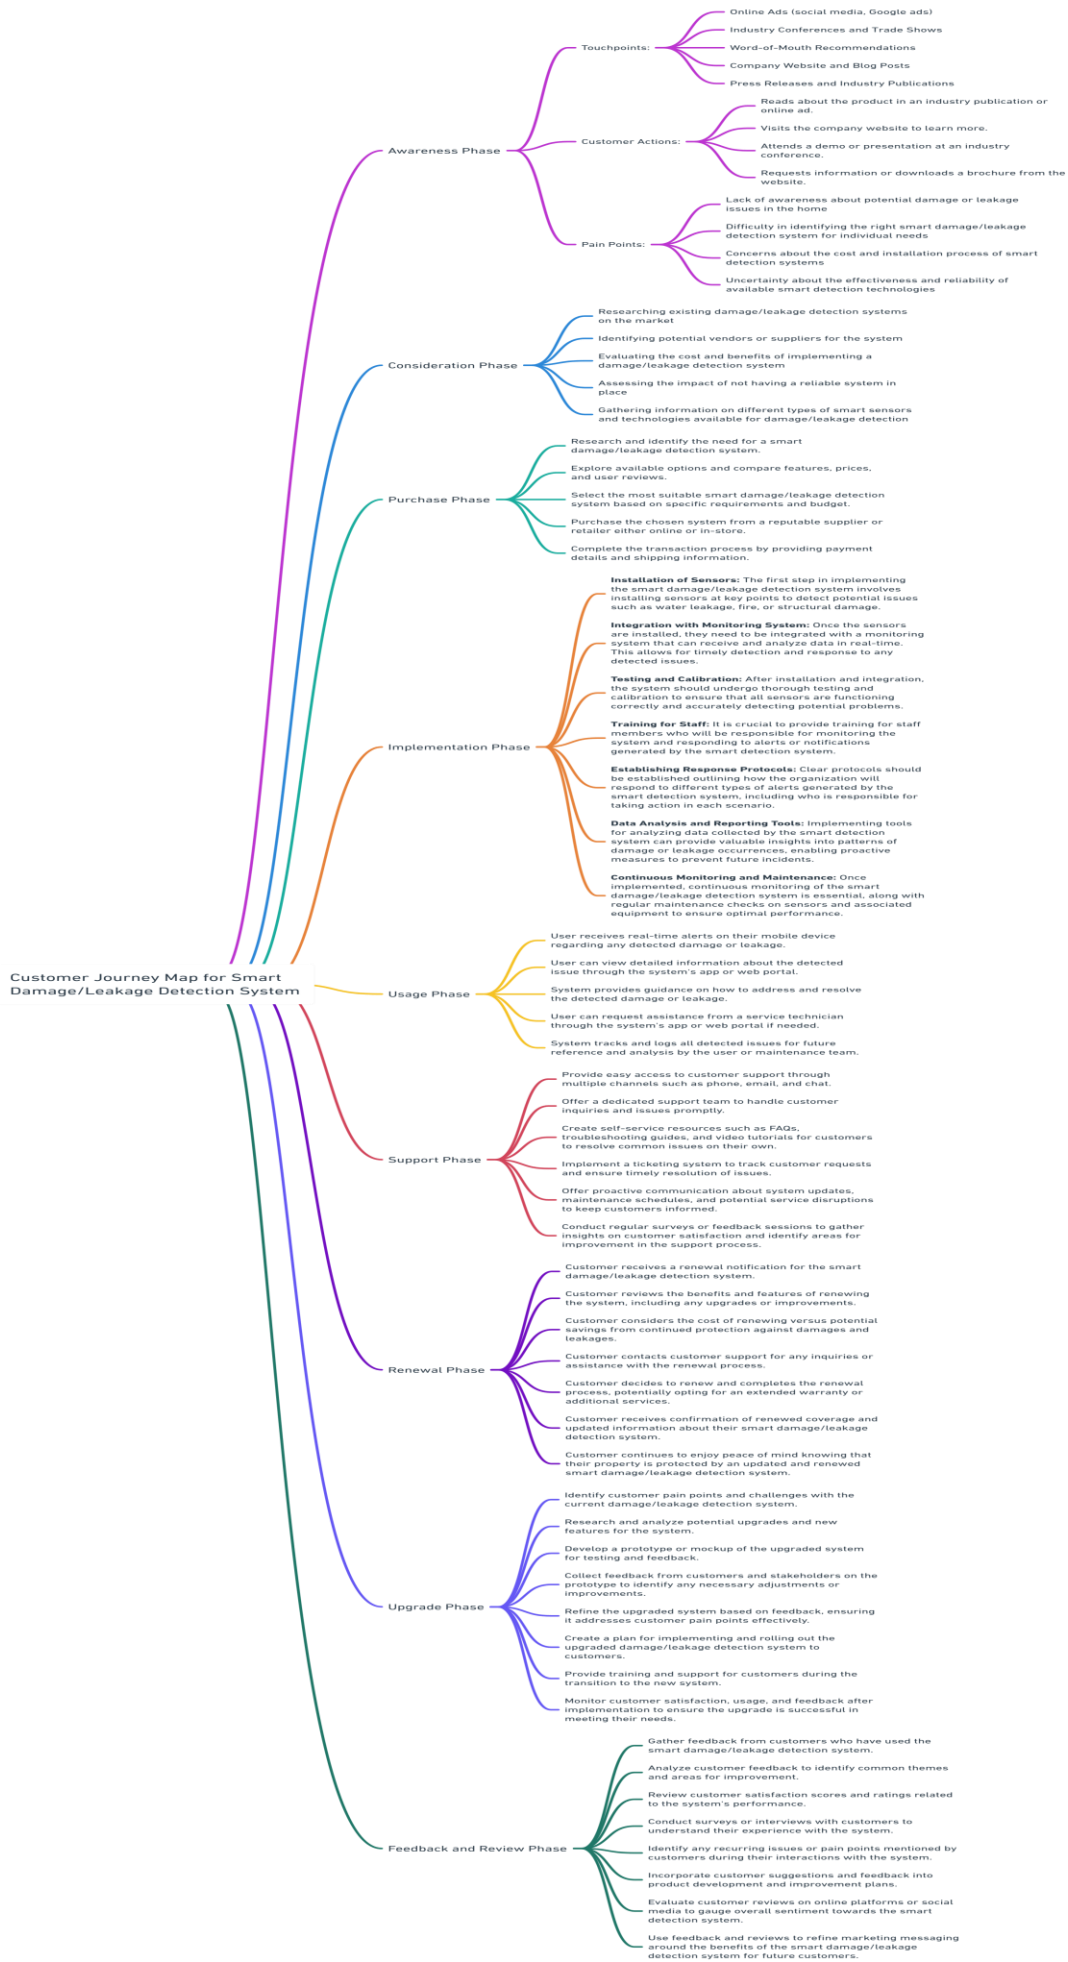 Customer Journey Map for Smart
Damage/Leakage Detection System
Awareness Phase
Touchpoints:
Online Ads (social media, Google ads)
Industry Conferences and Trade Shows
Word-of-Mouth Recommendations
Company Website and Blog Posts
Press Releases and Industry Publications
Customer Actions:
Reads about the product in an industry publication or
online ad.
Visits the company website to learn more.
Attends a demo or presentation at an industry
conference.
Requests information or downloads a brochure from the
website.
Pain Points:
Lack of awareness about potential damage or leakage
issues in the home
Difficulty in identifying the right smart damage/leakage
detection system for individual needs
Concerns about the cost and installation process of smart
detection systems
Uncertainty about the effectiveness and reliability of
available smart detection technologies
Consideration Phase
Researching existing damage/leakage detection systems
on the market
Identifying potential vendors or suppliers for the system
Evaluating the cost and benefits of implementing a
damage/leakage detection system
Assessing the impact of not having a reliable system in
place
Gathering information on different types of smart sensors
and technologies available for damage/leakage detection
Purchase Phase
Research and identify the need for a smart
damage/leakage detection system.
Explore available options and compare features, prices,
and user reviews.
Select the most suitable smart damage/leakage detection
system based on specific requirements and budget.
Purchase the chosen system from a reputable supplier or
retailer either online or in-store.
Complete the transaction process by providing payment
details and shipping information.
Implementation Phase
Installation of Sensors: The first step in implementing
the smart damage/leakage detection system involves
installing sensors at key points to detect potential issues
such as water leakage, fire, or structural damage.
Integration with Monitoring System: Once the sensors
are installed, they need to be integrated with a monitoring
system that can receive and analyze data in real-time.
This allows for timely detection and response to any
detected issues.
Testing and Calibration: After installation and integration,
the system should undergo thorough testing and
calibration to ensure that all sensors are functioning
correctly and accurately detecting potential problems.
Training for Staff: It is crucial to provide training for staff
members who will be responsible for monitoring the
system and responding to alerts or notifications
generated by the smart detection system.
Establishing Response Protocols: Clear protocols should
be established outlining how the organization will
respond to different types of alerts generated by the
smart detection system, including who is responsible for
taking action in each scenario.
Data Analysis and Reporting Tools: Implementing tools
for analyzing data collected by the smart detection
system can provide valuable insights into patterns of
damage or leakage occurrences, enabling proactive
measures to prevent future incidents.
Continuous Monitoring and Maintenance: Once
implemented, continuous monitoring of the smart
damage/leakage detection system is essential, along with
regular maintenance checks on sensors and associated
equipment to ensure optimal performance.
Usage Phase
User receives real-time alerts on their mobile device
regarding any detected damage or leakage.
User can view detailed information about the detected
issue through the system's app or web portal.
System provides guidance on how to address and resolve
the detected damage or leakage.
User can request assistance from a service technician
through the system's app or web portal if needed.
System tracks and logs all detected issues for future
reference and analysis by the user or maintenance team.
Support Phase
Provide easy access to customer support through
multiple channels such as phone, email, and chat.
Offer a dedicated support team to handle customer
inquiries and issues promptly.
Create self-service resources such as FAQs,
troubleshooting guides, and video tutorials for customers
to resolve common issues on their own.
Implement a ticketing system to track customer requests
and ensure timely resolution of issues.
Offer proactive communication about system updates,
maintenance schedules, and potential service disruptions
to keep customers informed.
Conduct regular surveys or feedback sessions to gather
insights on customer satisfaction and identify areas for
improvement in the support process.
Renewal Phase
Customer receives a renewal notification for the smart
damage/leakage detection system.
Customer reviews the benefits and features of renewing
the system, including any upgrades or improvements.
Customer considers the cost of renewing versus potential
savings from continued protection against damages and
leakages.
Customer contacts customer support for any inquiries or
assistance with the renewal process.
Customer decides to renew and completes the renewal
process, potentially opting for an extended warranty or
additional services.
Customer receives confirmation of renewed coverage and
updated information about their smart damage/leakage
detection system.
Customer continues to enjoy peace of mind knowing that
their property is protected by an updated and renewed
smart damage/leakage detection system.
Upgrade Phase
Identify customer pain points and challenges with the
current damage/leakage detection system.
Research and analyze potential upgrades and new
features for the system.
Develop a prototype or mockup of the upgraded system
for testing and feedback.
Collect feedback from customers and stakeholders on the
prototype to identify any necessary adjustments or
improvements.
Refine the upgraded system based on feedback, ensuring
it addresses customer pain points effectively.
Create a plan for implementing and rolling out the
upgraded damage/leakage detection system to
customers.
Provide training and support for customers during the
transition to the new system.
Monitor customer satisfaction, usage, and feedback after
implementation to ensure the upgrade is successful in
meeting their needs.
Feedback and Review Phase
Gather feedback from customers who have used the
smart damage/leakage detection system.
Analyze customer feedback to identify common themes
and areas for improvement.
Review customer satisfaction scores and ratings related
to the system's performance.
Conduct surveys or interviews with customers to
understand their experience with the system.
Identify any recurring issues or pain points mentioned by
customers during their interactions with the system.
Incorporate customer suggestions and feedback into
product development and improvement plans.
Evaluate customer reviews on online platforms or social
media to gauge overall sentiment towards the smart
detection system.
Use feedback and reviews to refine marketing messaging
around the benefits of the smart damage/leakage
detection system for future customers.